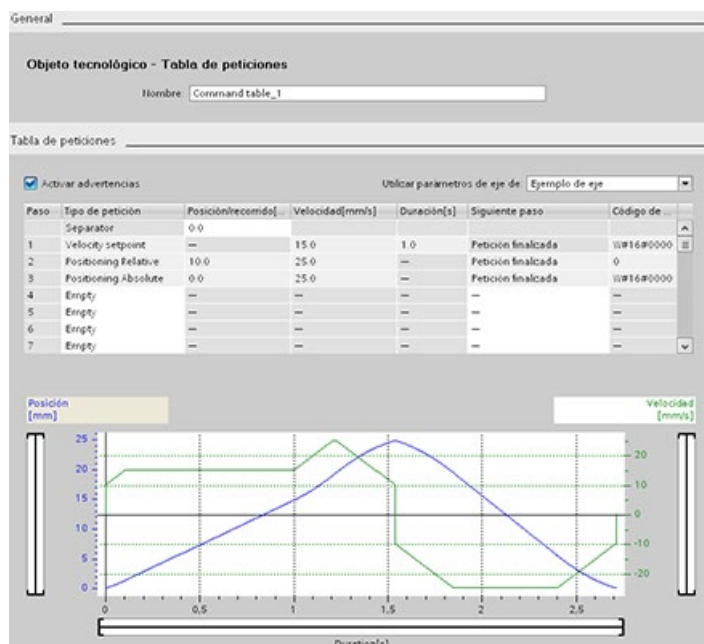 General
Objeto tecnológico - Tabla de peticiones
Nombre: Command table_1
Tabla de peticiones
Activar advertencias Utilizar parámetros de eje de: Ejemplo de eje
Paso Tipo de petición Posición/recorrido[... Velocidad[mm/s] Duración[s] Siguiente paso Código de ...
Separator 0.0
1 Velocity setpoint — 15.0 1.0 Petición finalizada W#16#0000
2 Positioning Relative 10.0 25.0 — Petición finalizada 0
3 Positioning Absolute 0.0 25.0 — Petición finalizada W#16#0000
4 Empty — — — — —
5 Empty — — — — —
6 Empty — — — — —
7 Empty — — — — —
Posición
[mm]
Velocidad
[mm/s]
25
20 20
15 10
10 0
5 -10
0 -20
0 0,5 1 1,5 2 2,5
Duration[s]